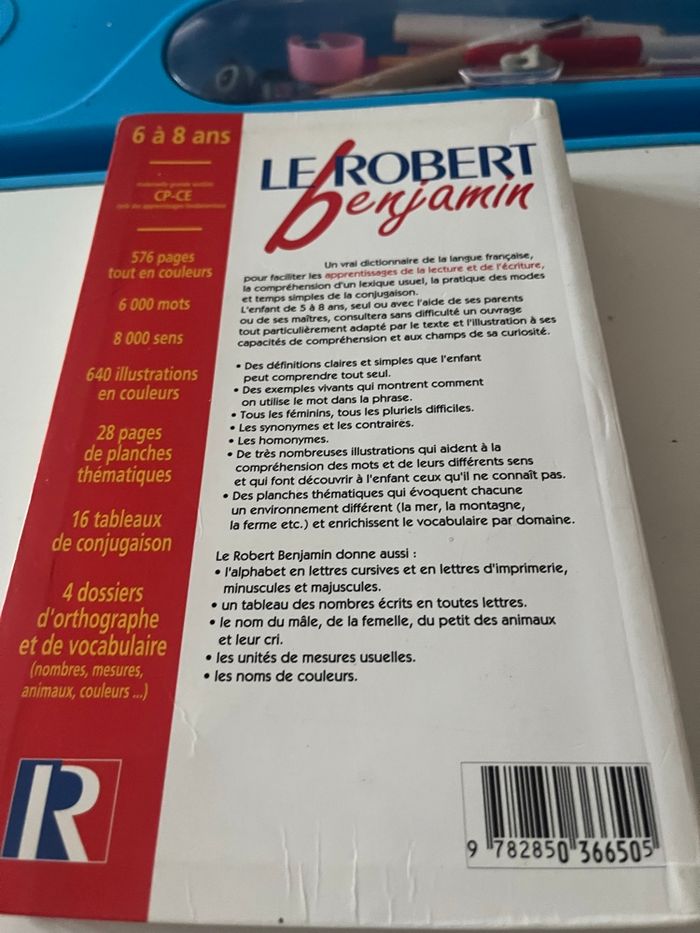 6 à 8 ans
maternelle grande section
CP-CE
cycle des apprentissages fondamentaux
576 pages
tout en couleurs
6 000 mots
8 000 sens
640 illustrations
en couleurs
28 pages
de planches
thématiques
16 tableaux
de conjugaison
4 dossiers
d'orthographe
et de vocabulaire
(nombres, mesures,
animaux, couleurs ...)
R
LE ROBERT
benjamin
Un vrai dictionnaire de la langue française,
pour faciliter les apprentissages de la lecture et de l'écriture,
la compréhension d'un lexique usuel, la pratique des modes
et temps simples de la conjugaison.
L'enfant de 5 à 8 ans, seul ou avec l'aide de ses parents
ou de ses maîtres, consultera sans difficulté un ouvrage
tout particulièrement adapté par le texte et l'illustration à ses
capacités de compréhension et aux champs de sa curiosité.
• Des définitions claires et simples que l'enfant
peut comprendre tout seul.
• Des exemples vivants qui montrent comment
on utilise le mot dans la phrase.
• Tous les féminins, tous les pluriels difficiles.
• Les synonymes et les contraires.
• Les homonymes.
• De très nombreuses illustrations qui aident à la
compréhension des mots et de leurs différents sens
et qui font découvrir à l'enfant ceux qu'il ne connaît pas.
• Des planches thématiques qui évoquent chacune
un environnement différent (la mer, la montagne,
la ferme etc.) et enrichissent le vocabulaire par domaine.
Le Robert Benjamin donne aussi :
• l'alphabet en lettres cursives et en lettres d'imprimerie,
minuscules et majuscules.
• un tableau des nombres écrits en toutes lettres.
• le nom du mâle, de la femelle, du petit des animaux
et leur cri.
• les unités de mesures usuelles.
• les noms de couleurs.
9 782850 366505